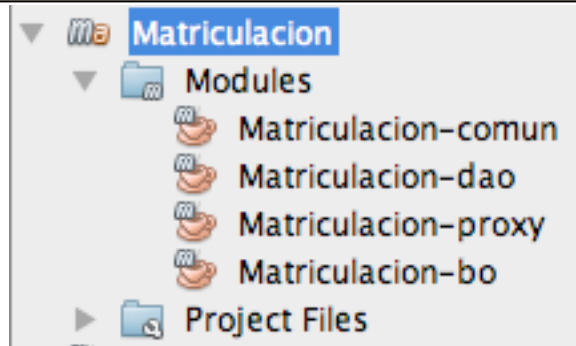 Matriculacion
Modules
Matriculacion-comun
Matriculacion-dao
Matriculacion-proxy
Matriculacion-bo
Project Files